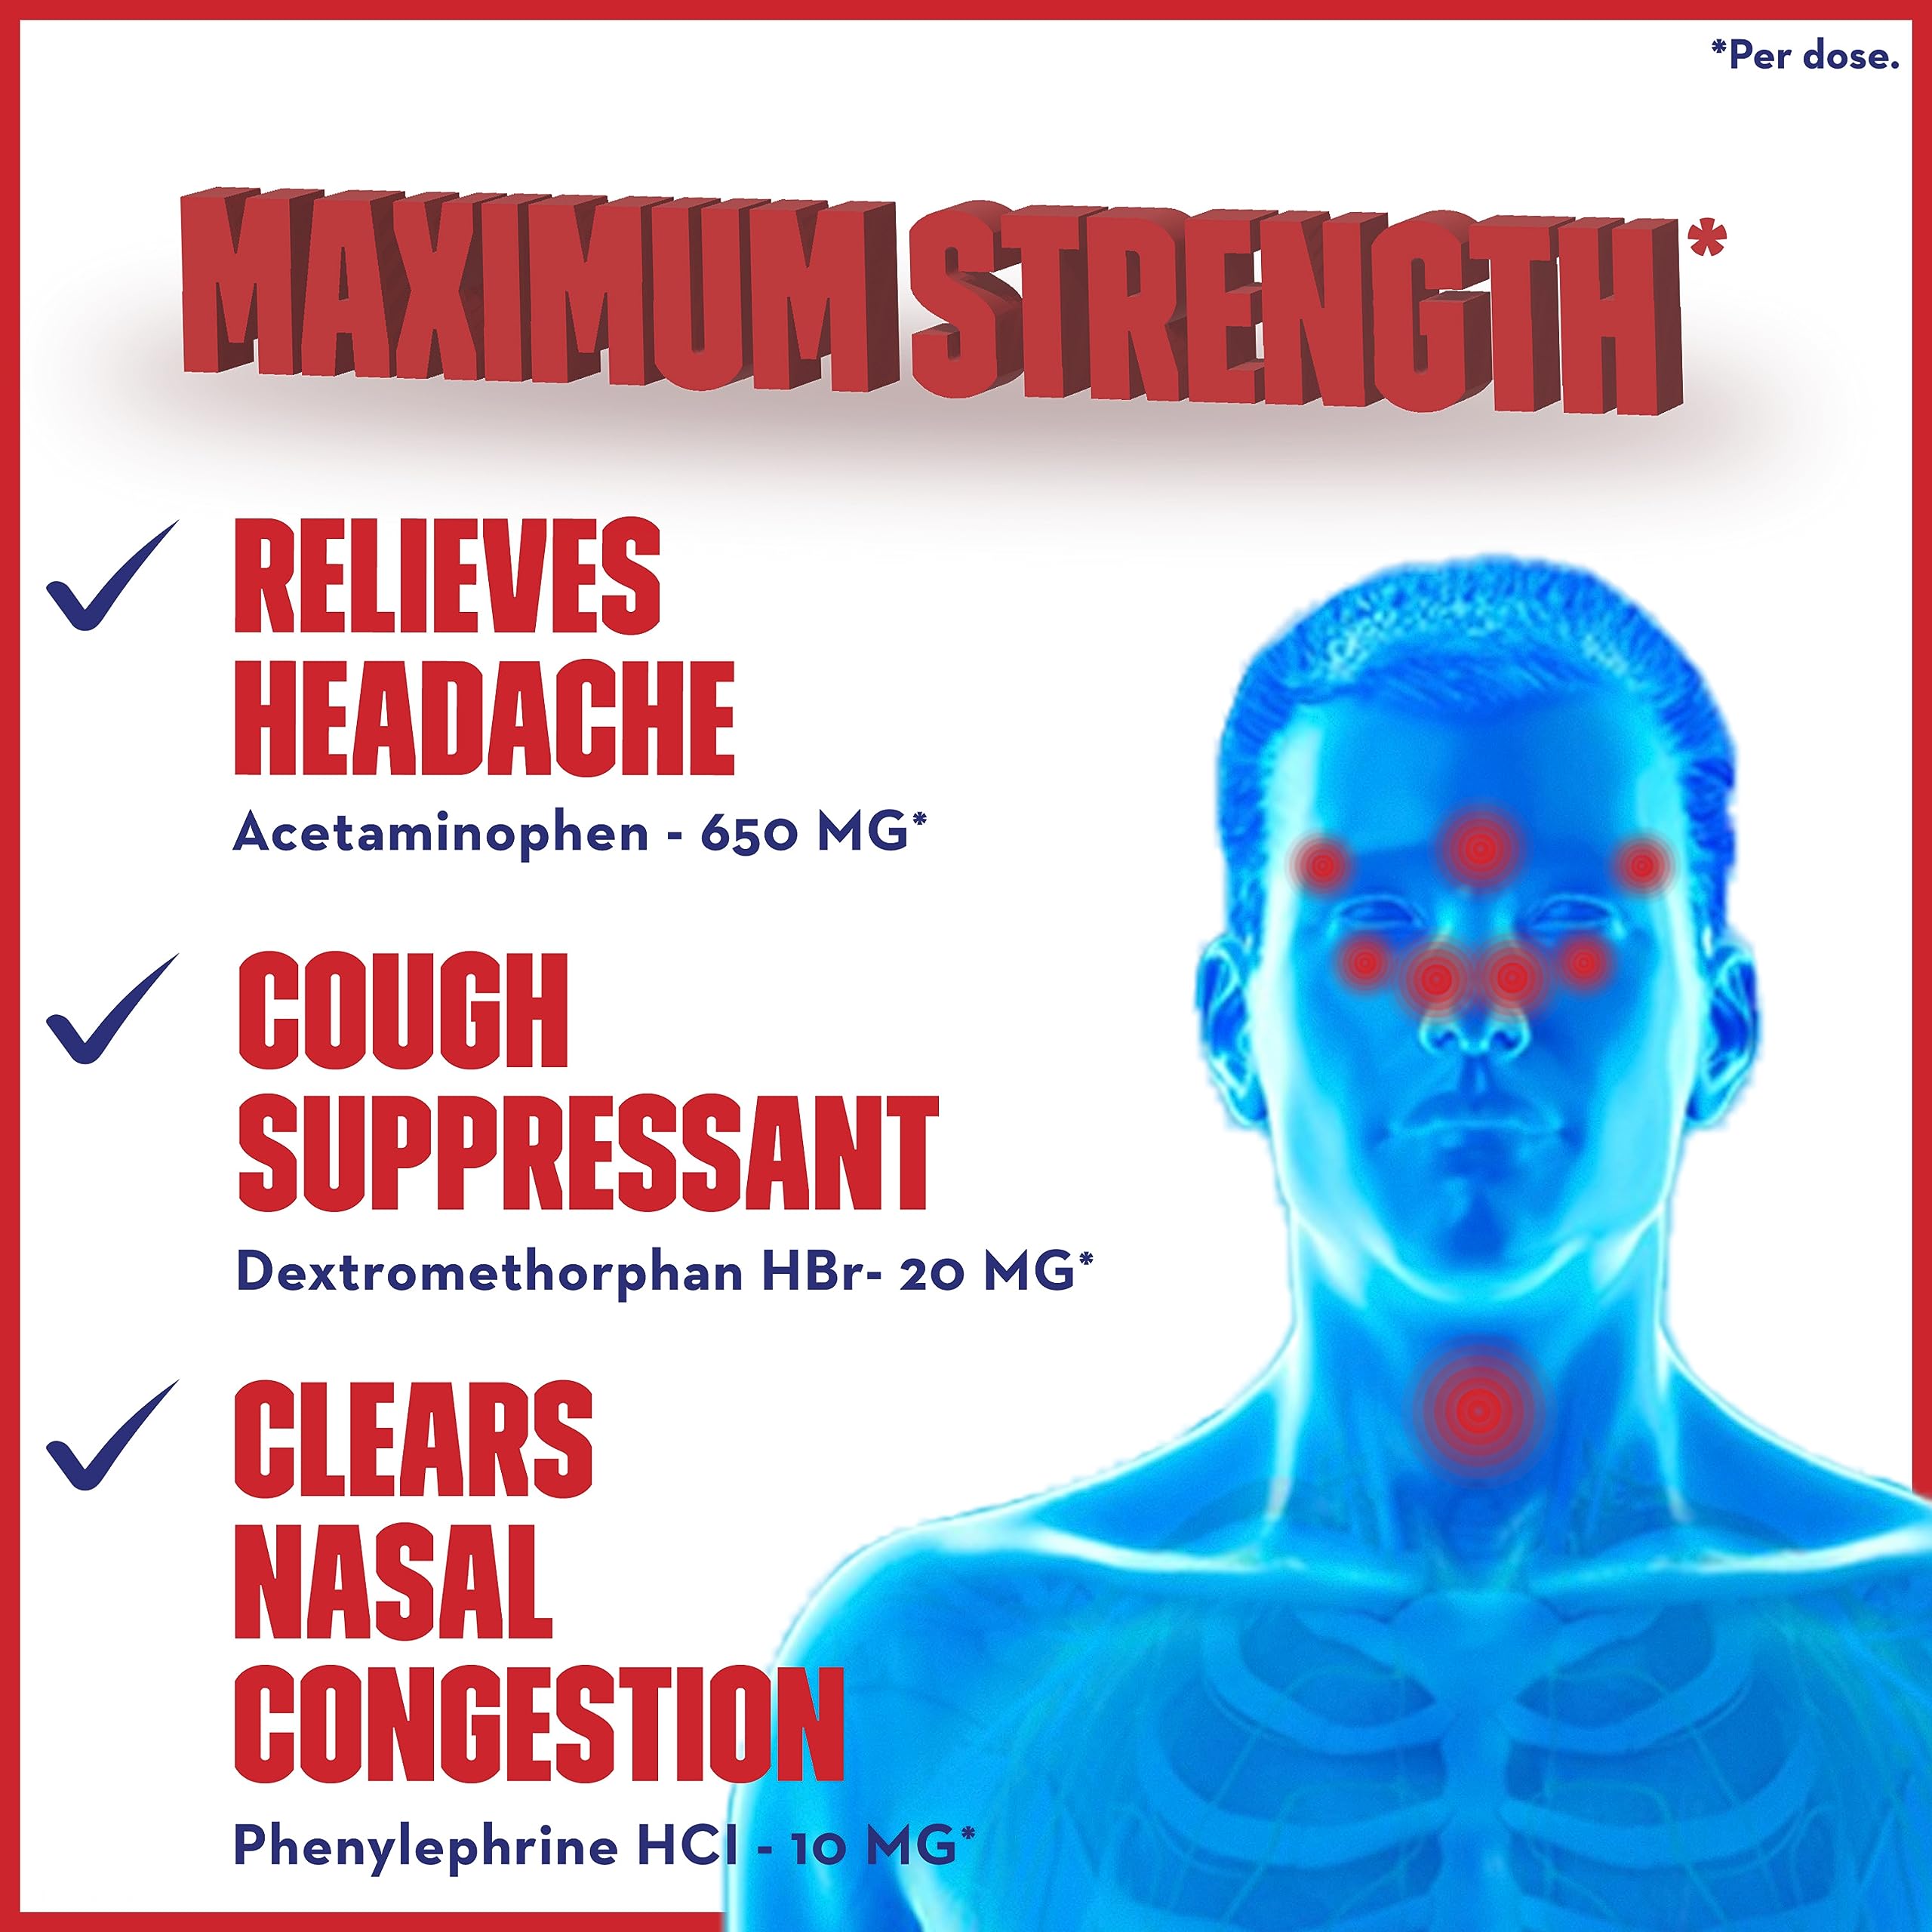 *Per dose.
MAXIMUM STRENGTH*
RELIEVES
HEADACHE
Acetaminophen - 650 MG*
COUGH
SUPPRESSANT
Dextromethorphan HBr- 20 MG*
CLEARS
NASAL
CONGESTION
Phenylephrine HCl - 10 MG*